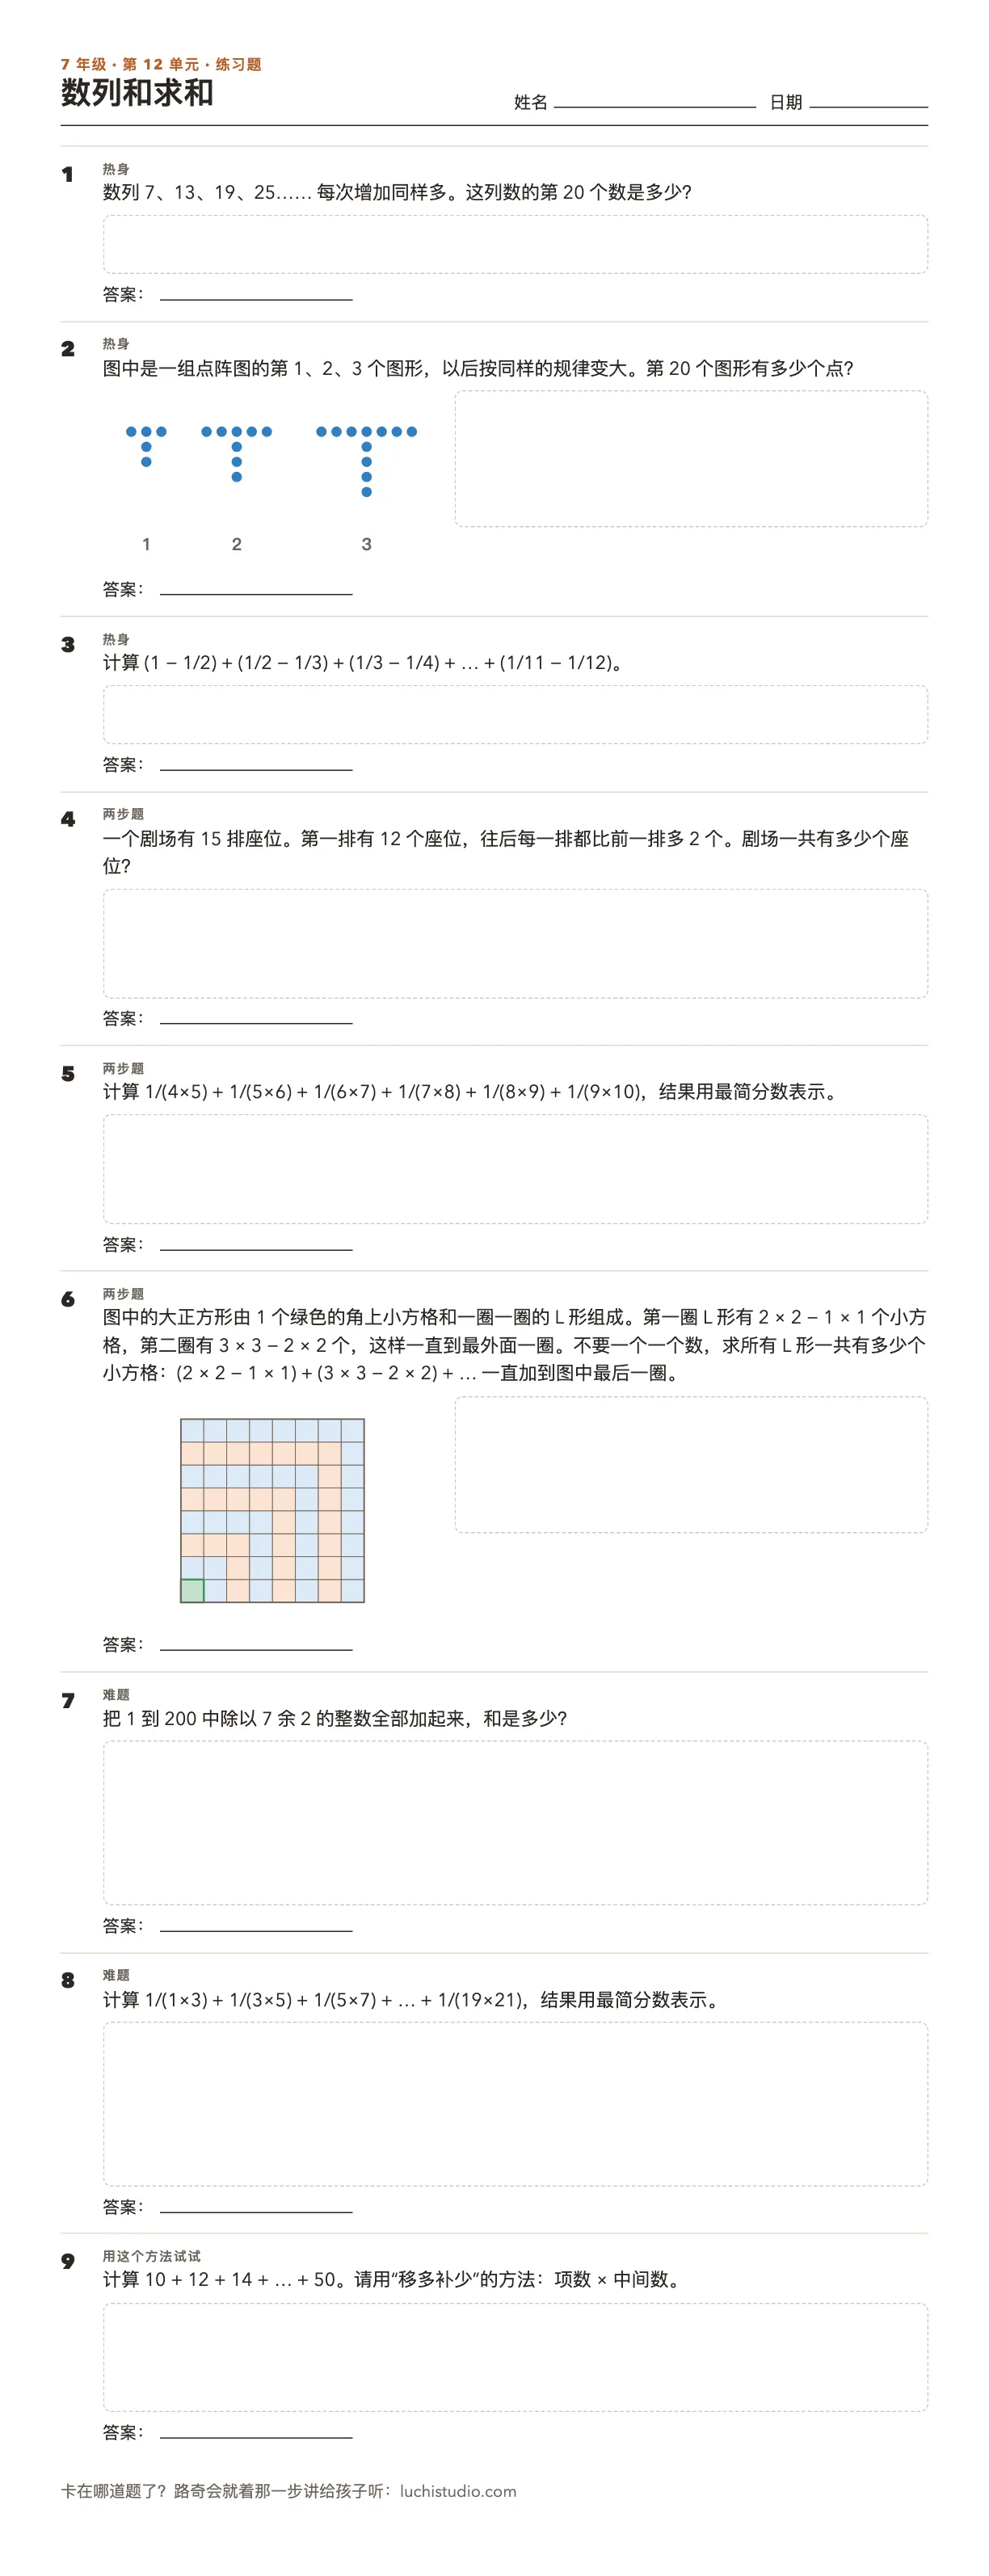 7 年级 · 第 12 单元 · 练习题
数列和求和
姓名
日期
1
热身
数列 7、13、19、25…… 每次增加同样多。这列数的第 20 个数是多少？
答案：
2
热身
图中是一组点阵图的第 1、2、3 个图形，以后按同样的规律变大。第 20 个图形有多少个点？
1
2
3
答案：
3
热身
计算 (1 − 1/2) + (1/2 − 1/3) + (1/3 − 1/4) + … + (1/11 − 1/12)。
答案：
4
两步题
一个剧场有 15 排座位。第一排有 12 个座位，往后每一排都比前一排多 2 个。剧场一共有多少个座
位？
答案：
5
两步题
计算 1/(4×5) + 1/(5×6) + 1/(6×7) + 1/(7×8) + 1/(8×9) + 1/(9×10)，结果用最简分数表示。
答案：
6
两步题
图中的大正方形由 1 个绿色的角上小方格和一圈一圈的 L 形组成。第一圈 L 形有 2 × 2 − 1 × 1 个小方
格，第二圈有 3 × 3 − 2 × 2 个，这样一直到最外面一圈。不要一个一个数，求所有 L 形一共有多少个
小方格：(2 × 2 − 1 × 1) + (3 × 3 − 2 × 2) + … 一直加到图中最后一圈。
答案：
7
难题
把 1 到 200 中除以 7 余 2 的整数全部加起来，和是多少？
答案：
8
难题
计算 1/(1×3) + 1/(3×5) + 1/(5×7) + … + 1/(19×21)，结果用最简分数表示。
答案：
9
用这个方法试试
计算 10 + 12 + 14 + … + 50。请用“移多补少”的方法：项数 × 中间数。
答案：
卡在哪道题了？路奇会就着那一步讲给孩子听：luchistudio.com